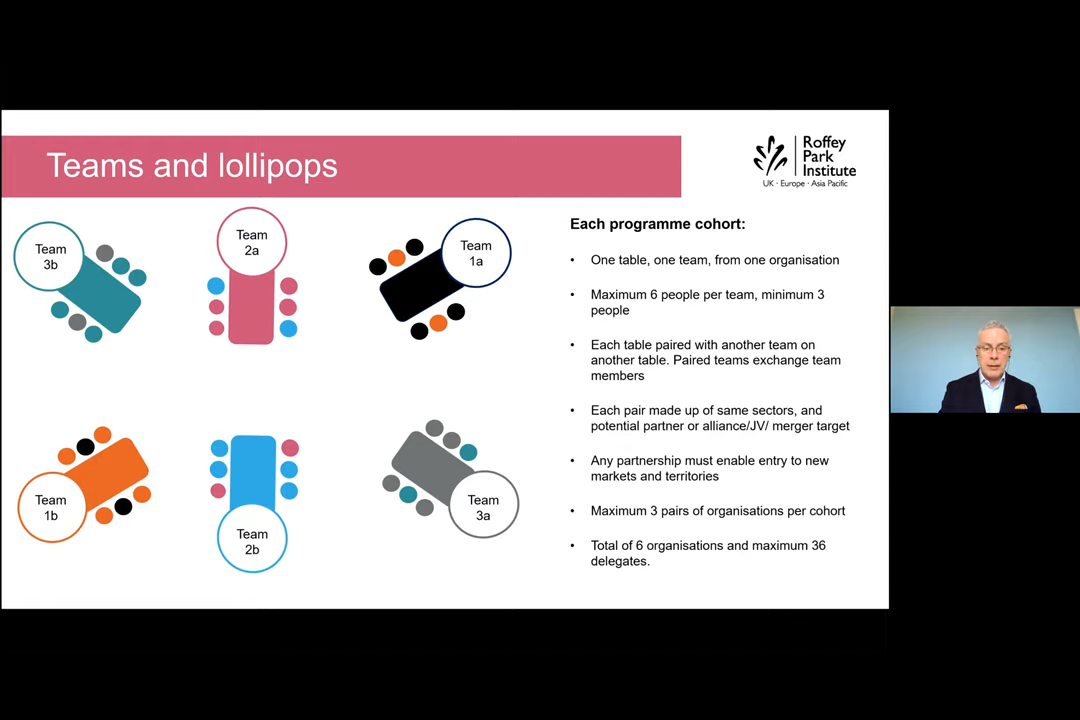 Teams and lollipops
Roffey
Park
Institute
UK · Europe · Asia Pacific
Team
3b
Team
2a
Team
1a
Team
1b
Team
2b
Team
3a
Each programme cohort:
• One table, one team, from one organisation
• Maximum 6 people per team, minimum 3
people
• Each table paired with another team on
another table. Paired teams exchange team
members
• Each pair made up of same sectors, and
potential partner or alliance/JV/ merger target
• Any partnership must enable entry to new
markets and territories
• Maximum 3 pairs of organisations per cohort
• Total of 6 organisations and maximum 36
delegates.